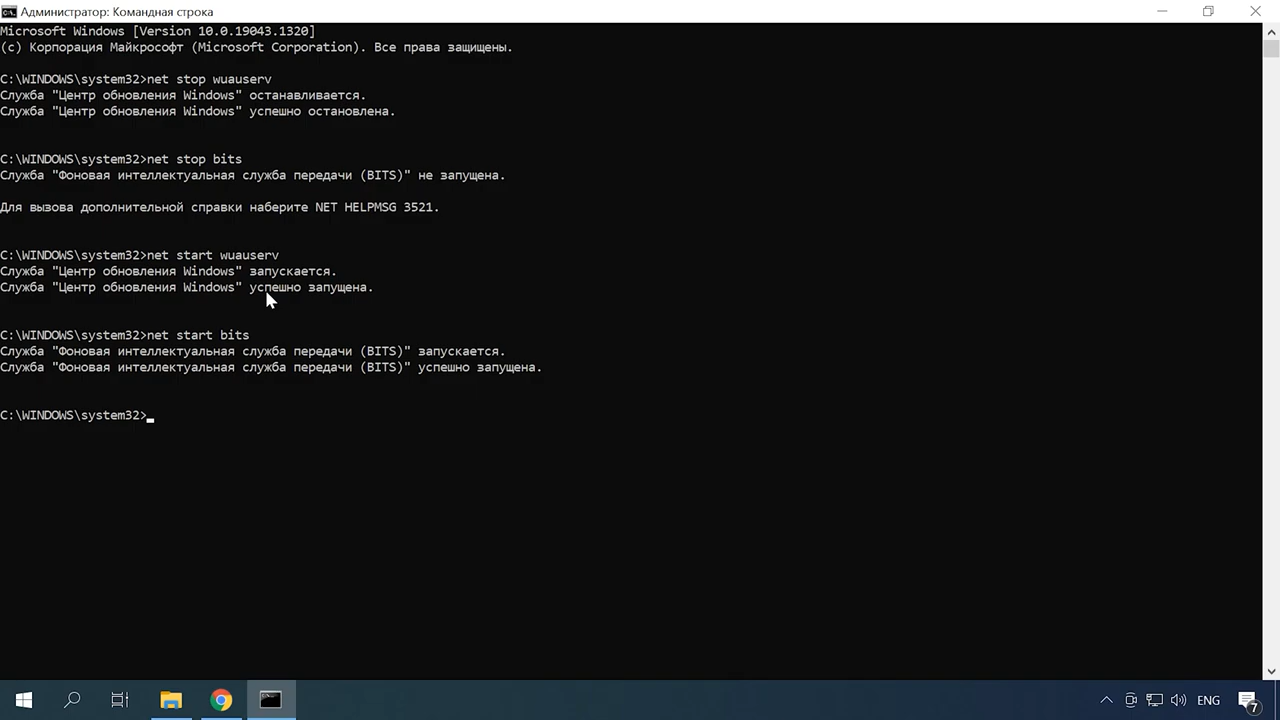 Администратор: Командная строка
Microsoft Windows [Version 10.0.19043.1320]
(c) Корпорация Майкрософт (Microsoft Corporation). Все права защищены.
C:\WINDOWS\system32>net stop wuauserv
Служба "Центр обновления Windows" останавливается.
Служба "Центр обновления Windows" успешно остановлена.
C:\WINDOWS\system32>net stop bits
Служба "Фоновая интеллектуальная служба передачи (BITS)" не запущена.
Для вызова дополнительной справки наберите NET HELPMSG 3521.
C:\WINDOWS\system32>net start wuauserv
Служба "Центр обновления Windows" запускается.
Служба "Центр обновления Windows" успешно запущена.
C:\WINDOWS\system32>net start bits
Служба "Фоновая интеллектуальная служба передачи (BITS)" запускается.
Служба "Фоновая интеллектуальная служба передачи (BITS)" успешно запущена.
C:\WINDOWS\system32>
ENG
7